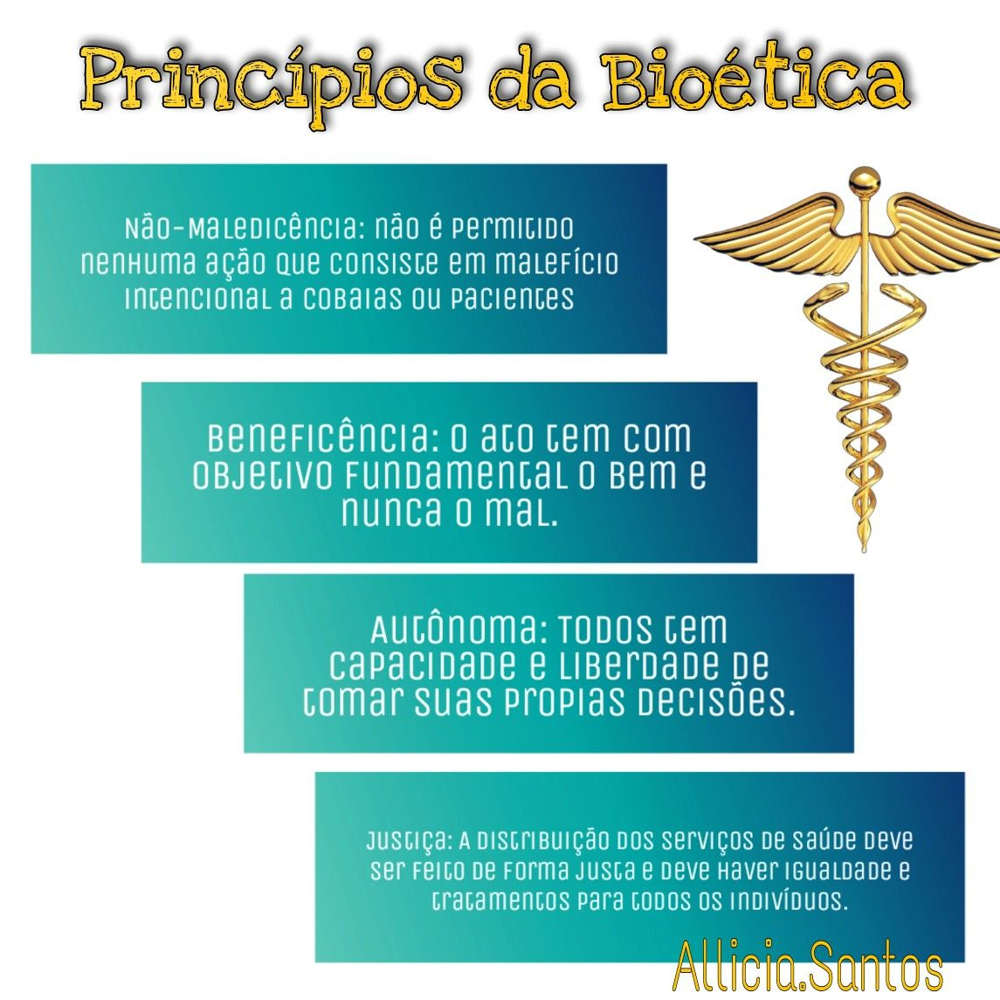 Princípios da Bioética
Não-Maledicência: não é permitido
nenhuma ação que consiste em malefício
intencional a cobaias ou pacientes
Beneficência: o ato tem com
objetivo fundamental o bem e
nunca o mal.
Autônoma: Todos tem
capacidade e liberdade de
tomar suas propias decisões.
Justiça: A distribuição dos serviços de saúde deve
ser feito de forma justa e deve haver igualdade e
tratamentos para todos os indivíduos.
Allicia.Santos